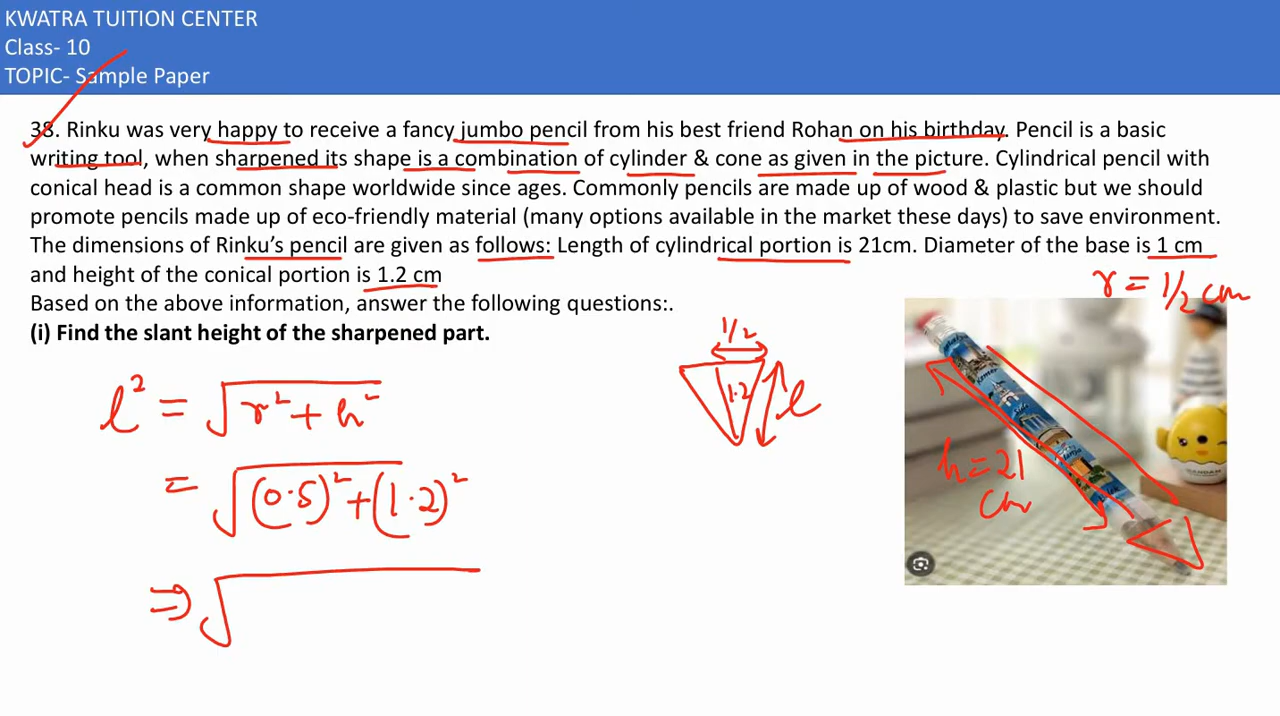 KWATRA TUITION CENTER
Class- 10
TOPIC- Sample Paper
38. Rinku was very happy to receive a fancy jumbo pencil from his best friend Rohan on his birthday. Pencil is a basic
writing tool, when sharpened its shape is a combination of cylinder & cone as given in the picture. Cylindrical pencil with
conical head is a common shape worldwide since ages. Commonly pencils are made up of wood & plastic but we should
promote pencils made up of eco-friendly material (many options available in the market these days) to save environment.
The dimensions of Rinku's pencil are given as follows: Length of cylindrical portion is 21cm. Diameter of the base is 1 cm
and height of the conical portion is 1.2 cm
r = 1/2 cm
Based on the above information, answer the following questions:.
(i) Find the slant height of the sharpened part.
1/2
1.2
l
l² = √r² + h²
= √(0.5)² + (1.2)²
⇒ √
h = 21
cm